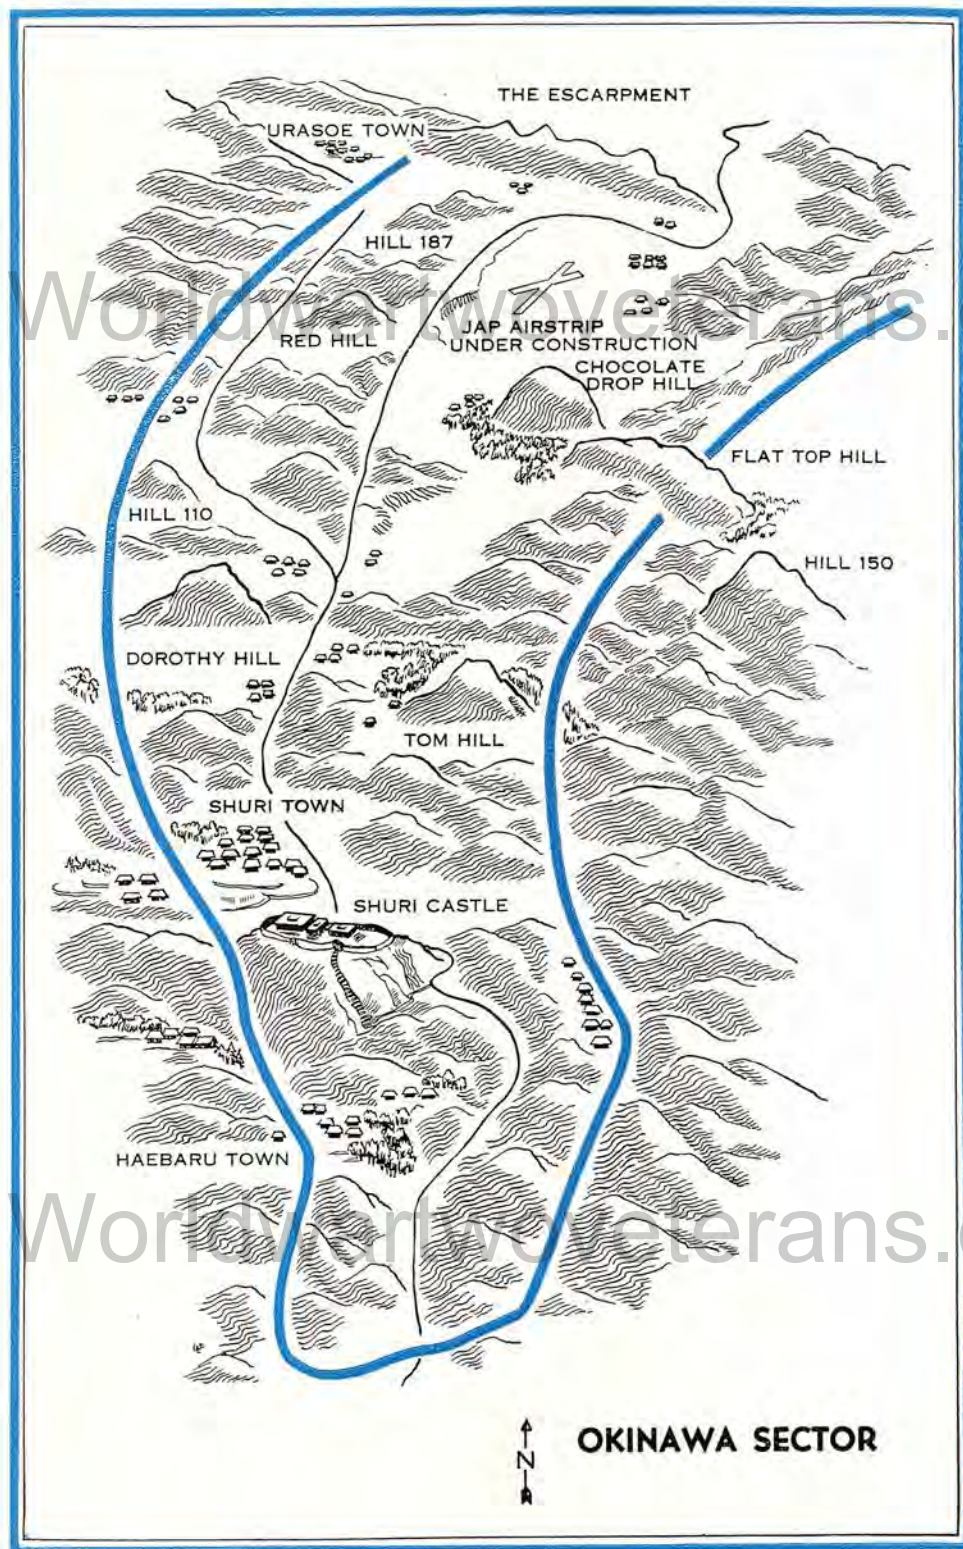 THE ESCARPMENT
URASOE TOWN
HILL 187
Worldwartwoveterans.
JAP AIRSTRIP
UNDER CONSTRUCTION
RED HILL
CHOCOLATE
DROP HILL
FLAT TOP HILL
HILL 110
HILL 150
DOROTHY HILL
TOM HILL
SHURI TOWN
SHURI CASTLE
HAEBARU TOWN
Worldwartwoveterans.
N
OKINAWA SECTOR